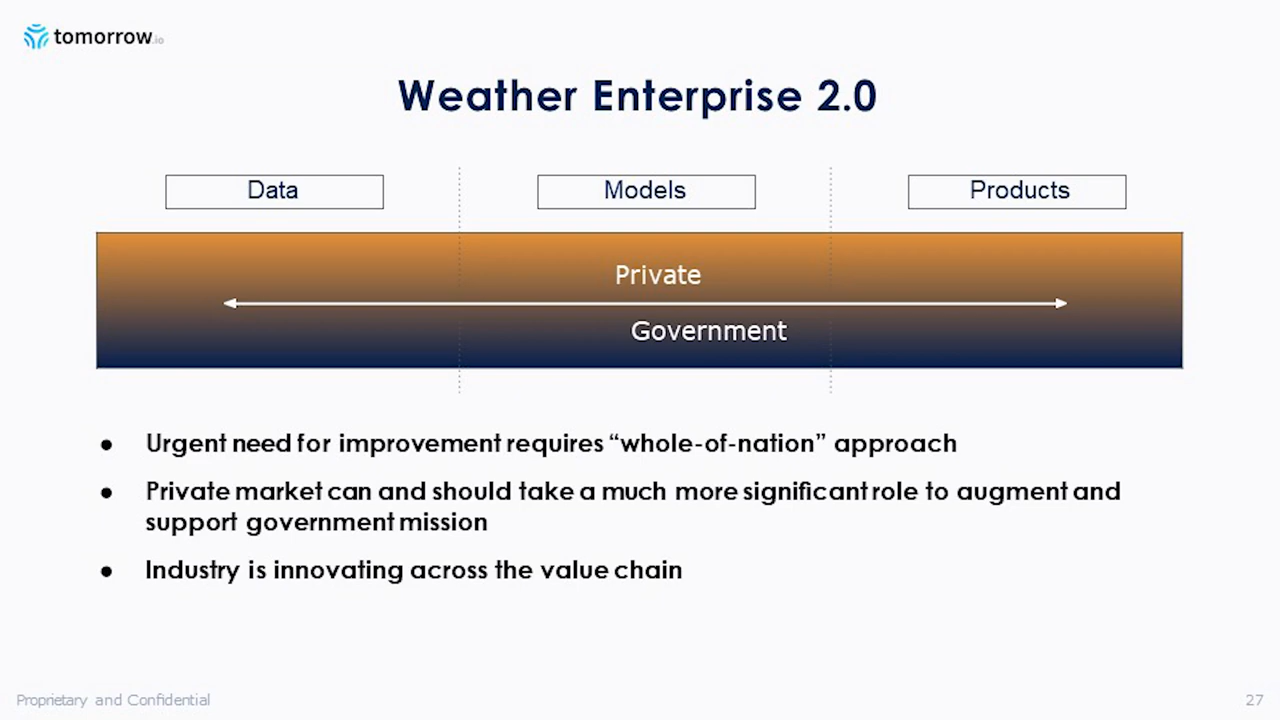 tomorrow.io
Weather Enterprise 2.0
Data
Models
Products
Private
Government
● Urgent need for improvement requires “whole-of-nation” approach
● Private market can and should take a much more significant role to augment and
support government mission
● Industry is innovating across the value chain
Proprietary and Confidential
27